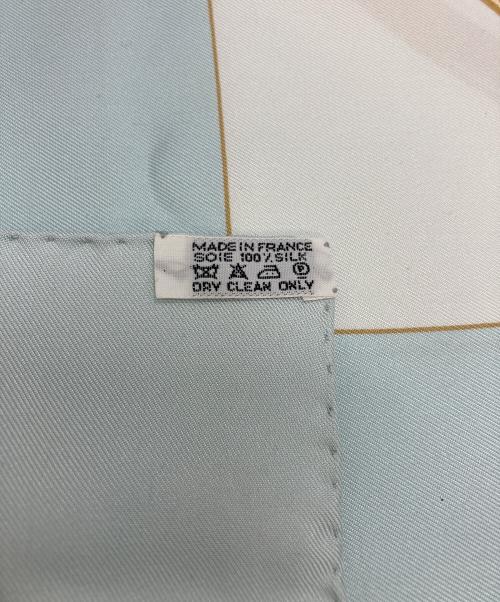 MADE IN FRANCE
SOIE 100% SILK
P
DRY CLEAN ONLY